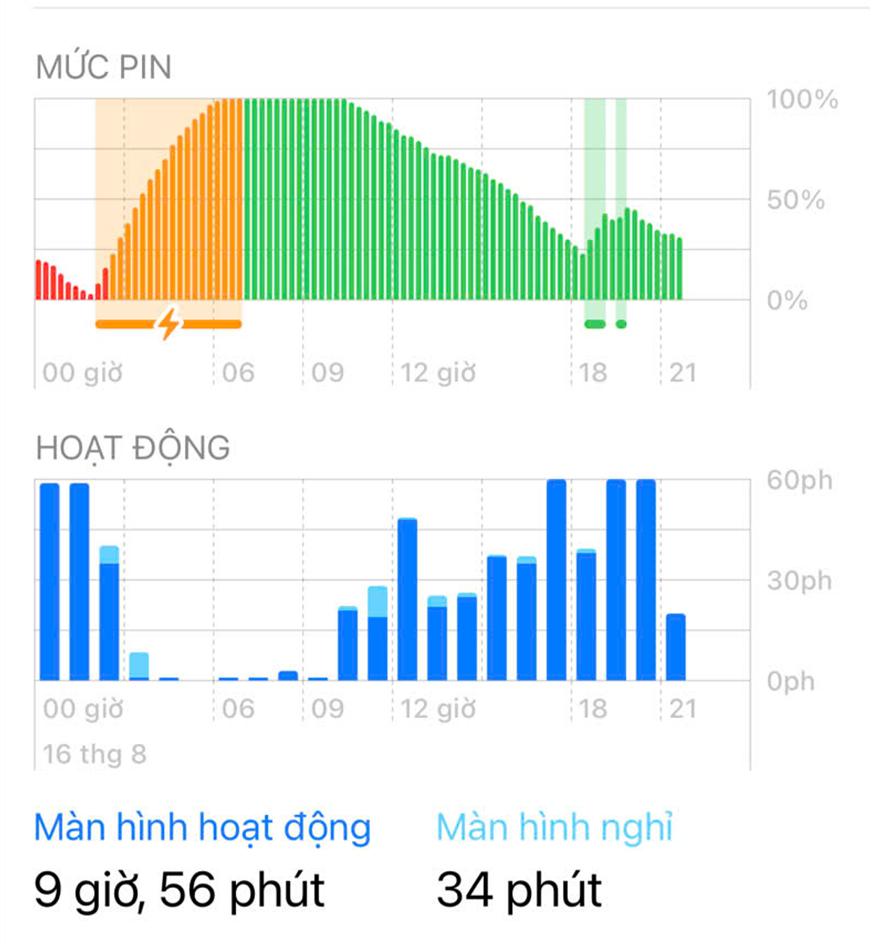 MỨC PIN
100%
50%
0%
00 giờ 06 09 12 giờ 18 21
HOẠT ĐỘNG
60ph
30ph
0ph
00 giờ 06 09 12 giờ 18 21
16 thg 8
Màn hình hoạt động Màn hình nghỉ
9 giờ, 56 phút 34 phút